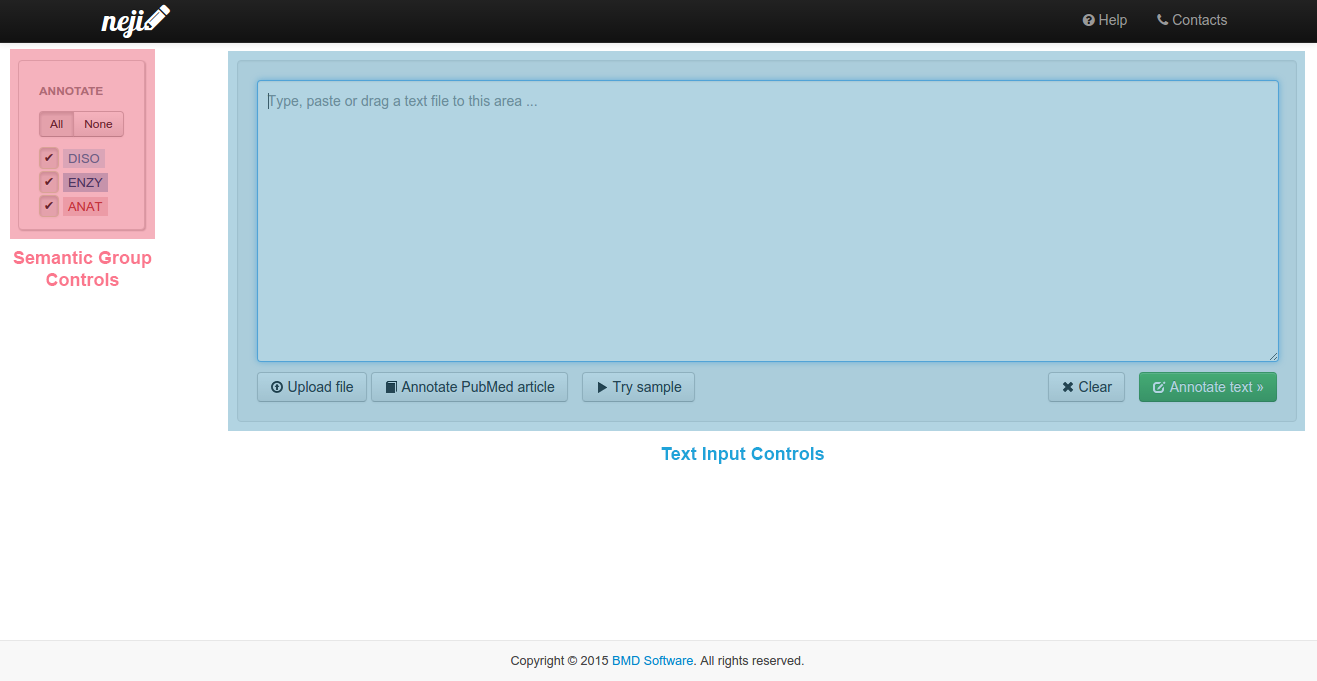 neji
Help
Contacts
ANNOTATE
All
None
DISO
ENZY
ANAT
Semantic Group
Controls
Type, paste or drag a text file to this area ...
Upload file
Annotate PubMed article
Try sample
Clear
Annotate text »
Text Input Controls
Copyright © 2015 BMD Software. All rights reserved.